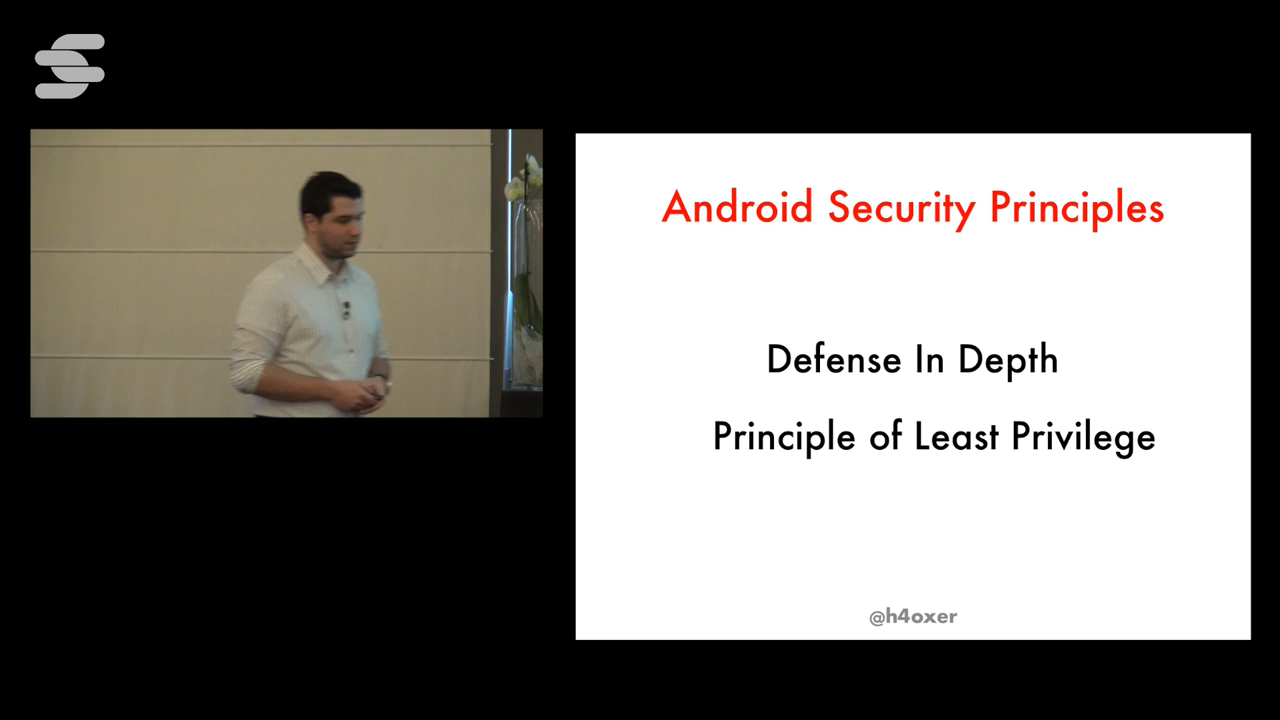 Android Security Principles
Defense In Depth
Principle of Least Privilege
@h4oxer